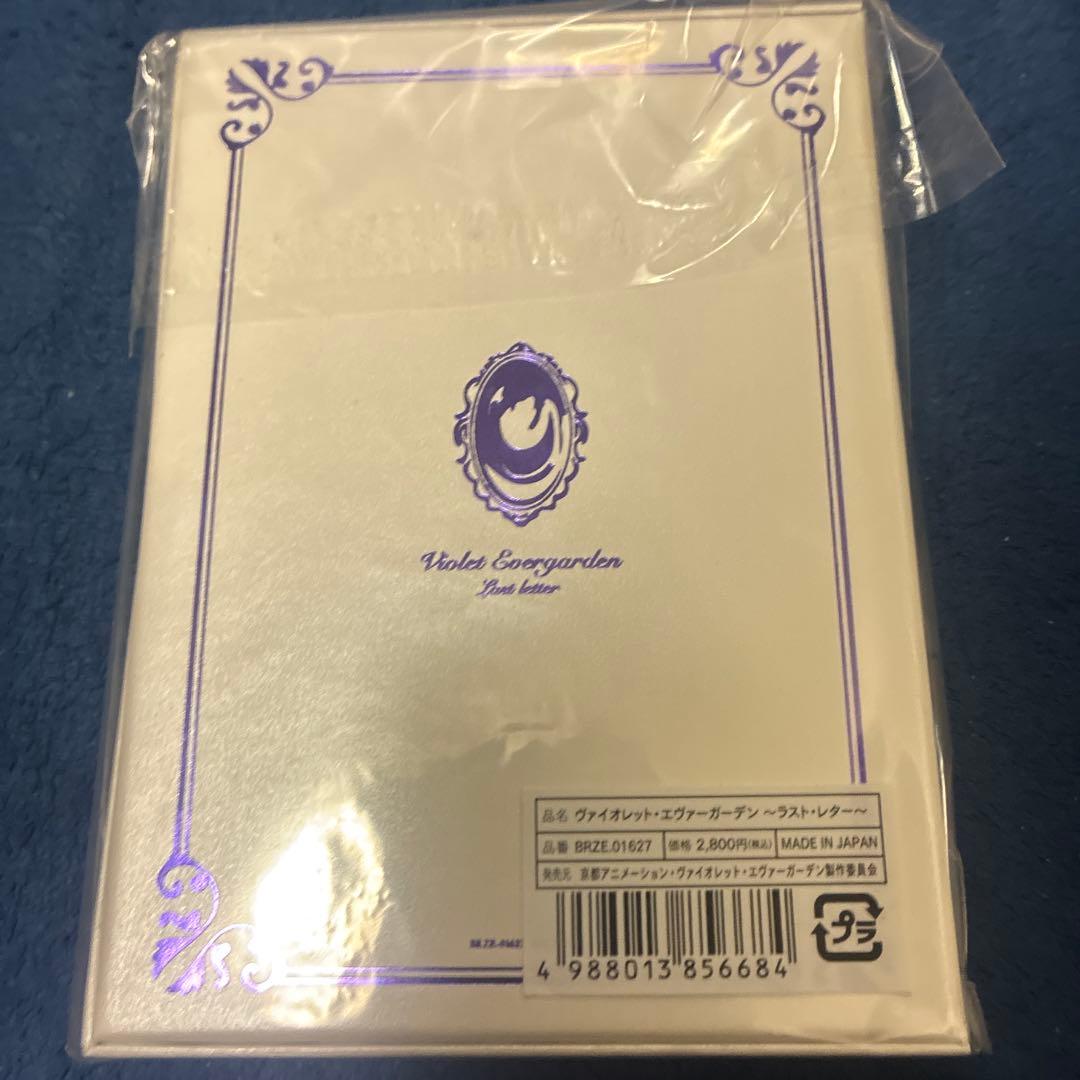 Violet Evergarden
Last letter
品名 ヴァイオレット・エヴァーガーデン ～ラスト・レター～
品番 BRZE.01627 価格 2,800円(税込) MADE IN JAPAN
発売元 京都アニメーション・ヴァイオレット・エヴァーガーデン製作委員会
プラ
4 988013 856684